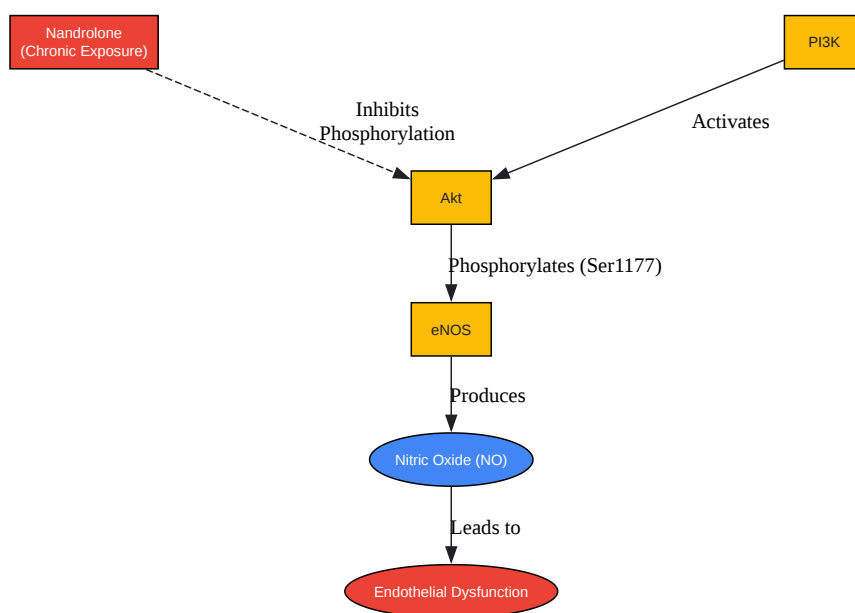 Nandrolone
(Chronic Exposure)
PI3K
Inhibits
Phosphorylation
Activates
Akt
Phosphorylates (Ser1177)
eNOS
Produces
Nitric Oxide (NO)
Leads to
Endothelial Dysfunction